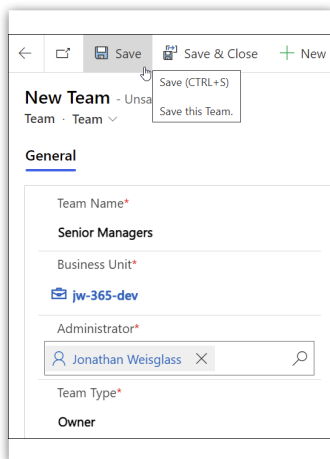 Save Save & Close New
Save (CTRL+S)
Save this Team.
New Team - Unsa
Team · Team
General
Team Name*
Senior Managers
Business Unit*
jw-365-dev
Administrator*
Jonathan Weisglass
Team Type*
Owner